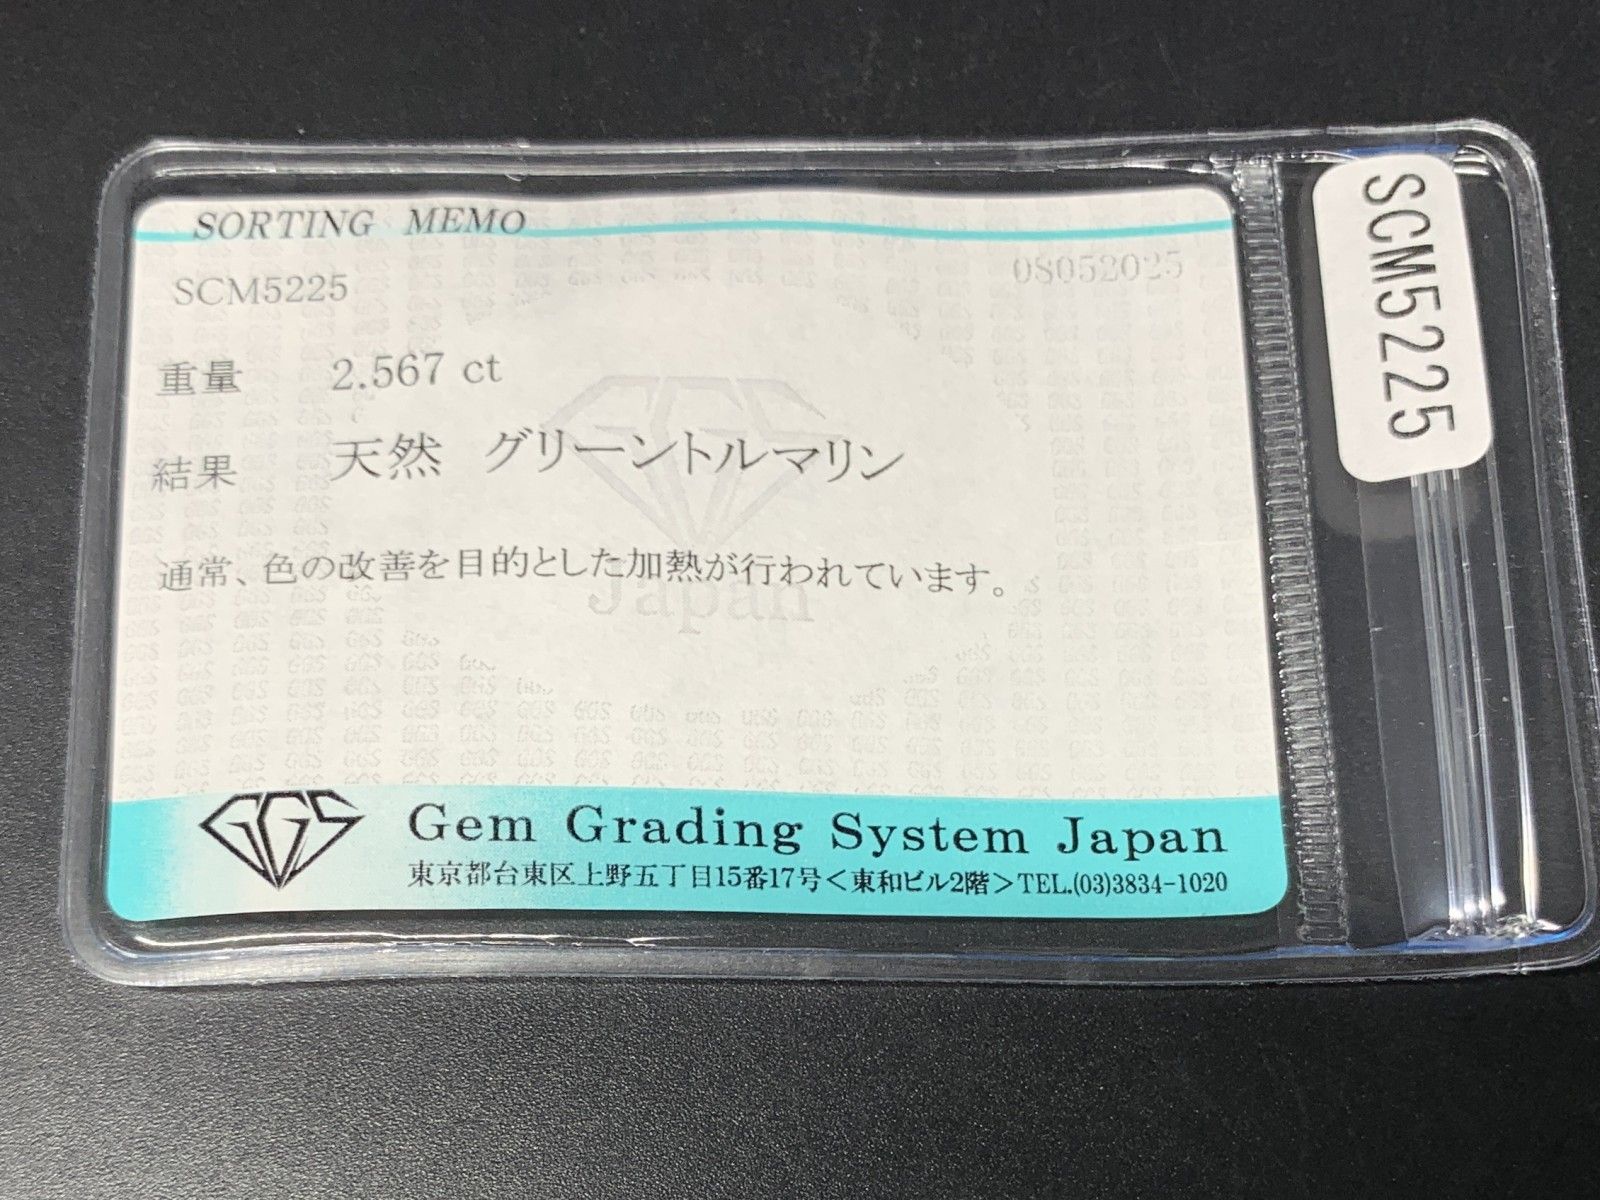 SORTING MEMO
SCM5225 08052025
重量 2.567 ct
結果 天然 グリーントルマリン
通常、色の改善を目的とした加熱が行われています。
Japan
GGS Gem Grading System Japan
東京都台東区上野五丁目15番17号<東和ビル2階>TEL.(03)3834-1020
SCM5225